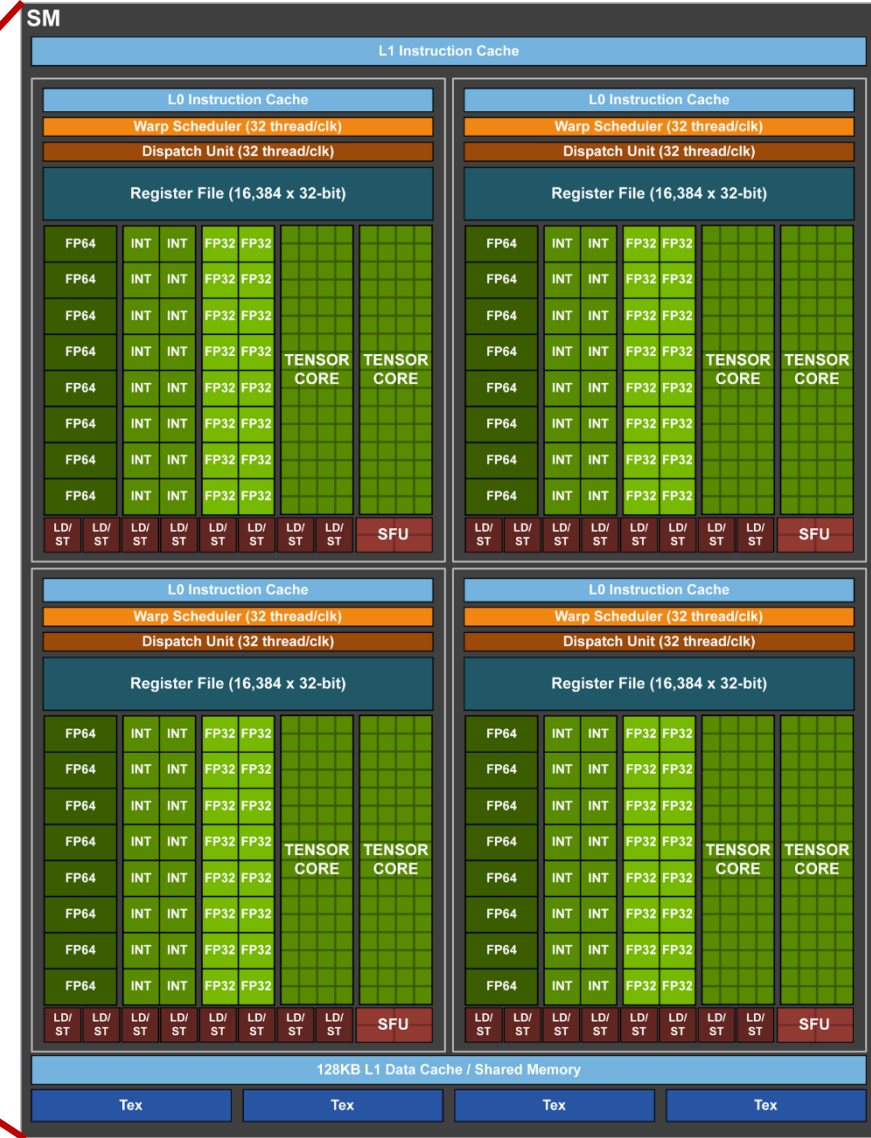 SM
L1 Instruction Cache
L0 Instruction Cache
Warp Scheduler (32 thread/clk)
Dispatch Unit (32 thread/clk)
Register File (16,384 x 32-bit)
FP64 INT INT FP32 FP32
FP64 INT INT FP32 FP32
FP64 INT INT FP32 FP32
FP64 INT INT FP32 FP32
FP64 INT INT FP32 FP32
FP64 INT INT FP32 FP32
FP64 INT INT FP32 FP32
FP64 INT INT FP32 FP32
TENSOR TENSOR
CORE CORE
LD/ LD/ LD/ LD/ LD/ LD/ LD/ LD/
ST ST ST ST ST ST ST ST
SFU
L0 Instruction Cache
Warp Scheduler (32 thread/clk)
Dispatch Unit (32 thread/clk)
Register File (16,384 x 32-bit)
FP64 INT INT FP32 FP32
FP64 INT INT FP32 FP32
FP64 INT INT FP32 FP32
FP64 INT INT FP32 FP32
FP64 INT INT FP32 FP32
FP64 INT INT FP32 FP32
FP64 INT INT FP32 FP32
FP64 INT INT FP32 FP32
TENSOR TENSOR
CORE CORE
LD/ LD/ LD/ LD/ LD/ LD/ LD/ LD/
ST ST ST ST ST ST ST ST
SFU
L0 Instruction Cache
Warp Scheduler (32 thread/clk)
Dispatch Unit (32 thread/clk)
Register File (16,384 x 32-bit)
FP64 INT INT FP32 FP32
FP64 INT INT FP32 FP32
FP64 INT INT FP32 FP32
FP64 INT INT FP32 FP32
FP64 INT INT FP32 FP32
FP64 INT INT FP32 FP32
FP64 INT INT FP32 FP32
FP64 INT INT FP32 FP32
TENSOR TENSOR
CORE CORE
LD/ LD/ LD/ LD/ LD/ LD/ LD/ LD/
ST ST ST ST ST ST ST ST
SFU
L0 Instruction Cache
Warp Scheduler (32 thread/clk)
Dispatch Unit (32 thread/clk)
Register File (16,384 x 32-bit)
FP64 INT INT FP32 FP32
FP64 INT INT FP32 FP32
FP64 INT INT FP32 FP32
FP64 INT INT FP32 FP32
FP64 INT INT FP32 FP32
FP64 INT INT FP32 FP32
FP64 INT INT FP32 FP32
FP64 INT INT FP32 FP32
TENSOR TENSOR
CORE CORE
LD/ LD/ LD/ LD/ LD/ LD/ LD/ LD/
ST ST ST ST ST ST ST ST
SFU
128KB L1 Data Cache / Shared Memory
Tex Tex Tex Tex